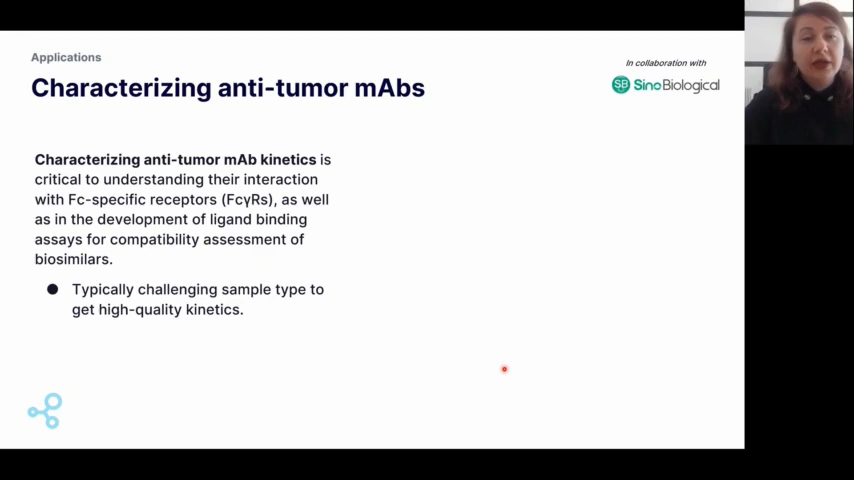 Applications
Characterizing anti-tumor mAbs
In collaboration with
SB SinoBiological
Characterizing anti-tumor mAb kinetics is
critical to understanding their interaction
with Fc-specific receptors (FcγRs), as well
as in the development of ligand binding
assays for compatibility assessment of
biosimilars.
● Typically challenging sample type to
get high-quality kinetics.